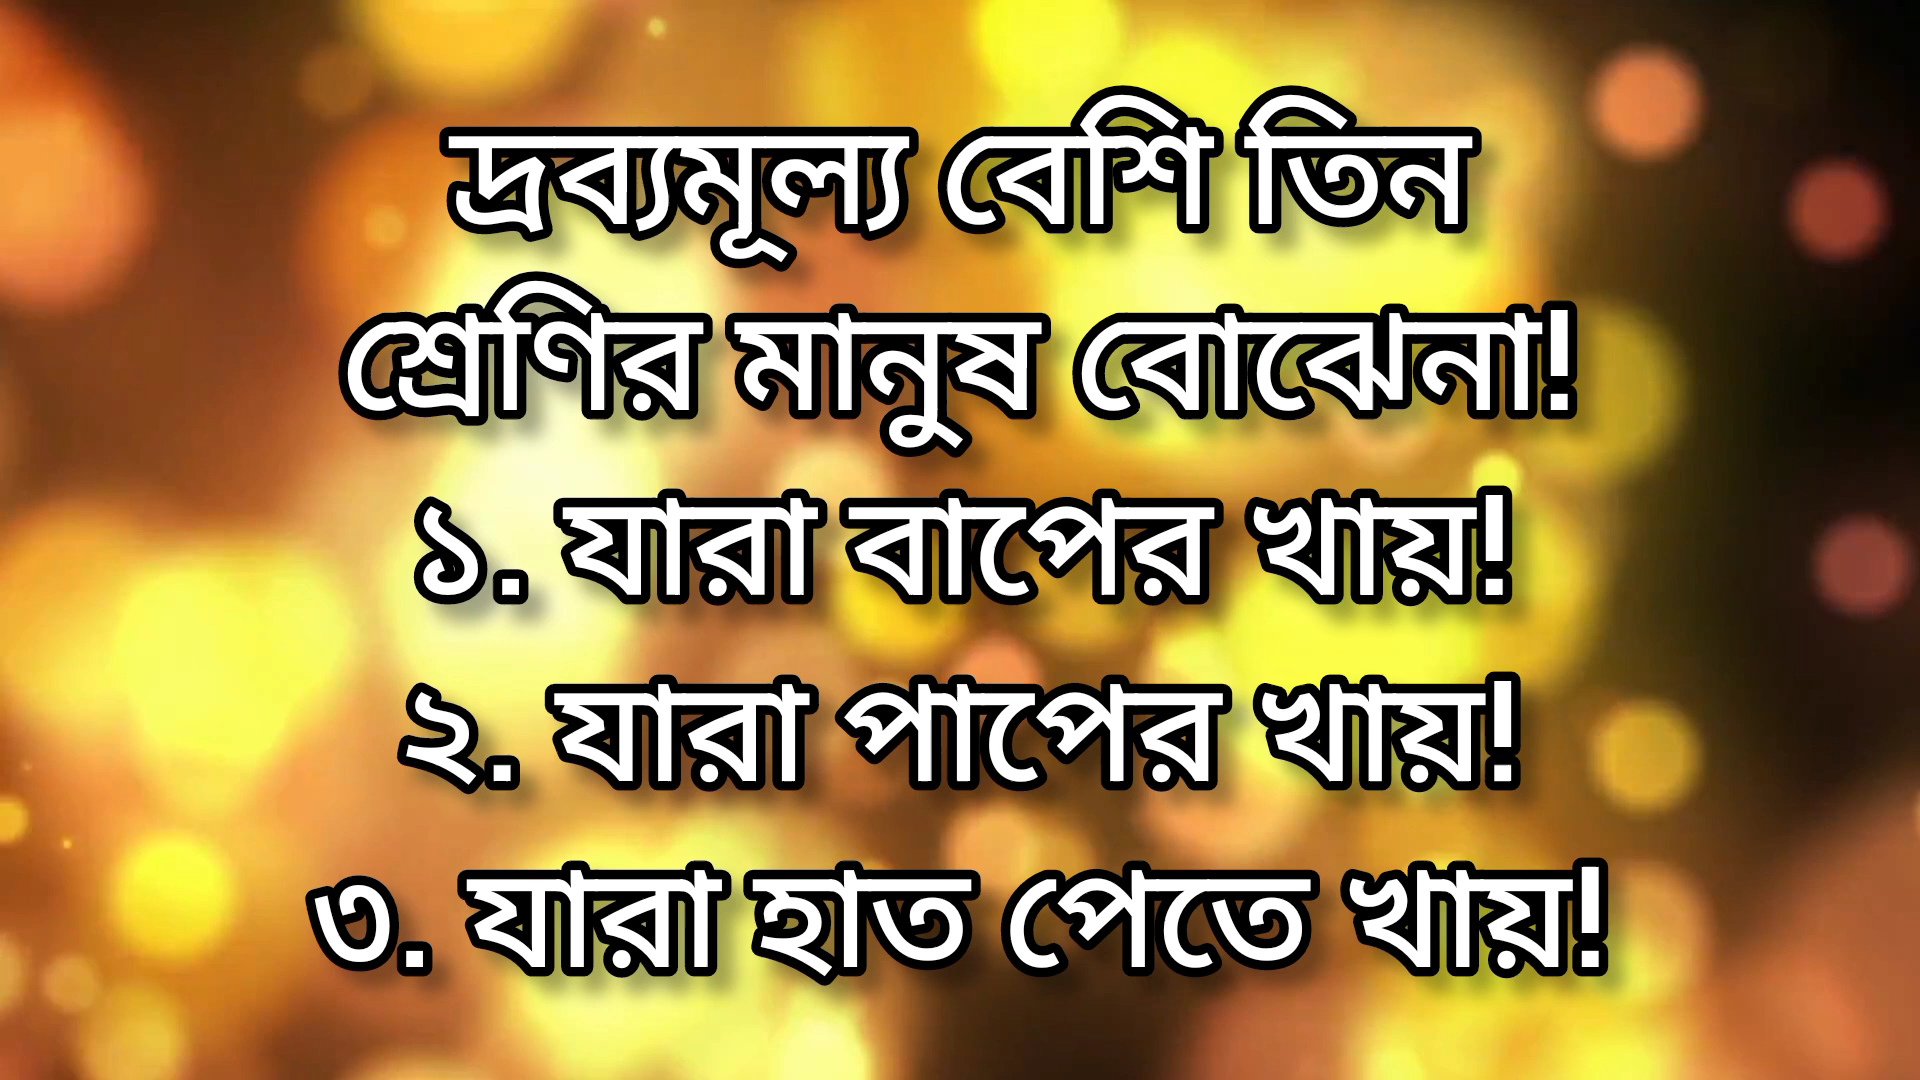 দ্রব্যমূল্য বেশি তিন
শ্রেণির মানুষ বোঝেনা!
১. যারা বাপের খায়!
২. যারা পাপের খায়!
৩. যারা হাত পেতে খায়!